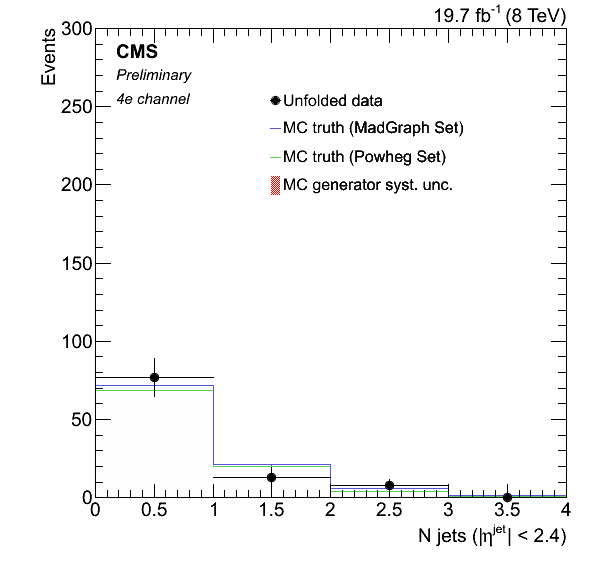 19.7 fb⁻¹ (8 TeV)
Events
CMS
Preliminary
4e channel
Unfolded data
MC truth (MadGraph Set)
MC truth (Powheg Set)
MC generator syst. unc.
300
250
200
150
100
50
0
0 0.5 1 1.5 2 2.5 3 3.5 4
N jets (|η^jet| < 2.4)